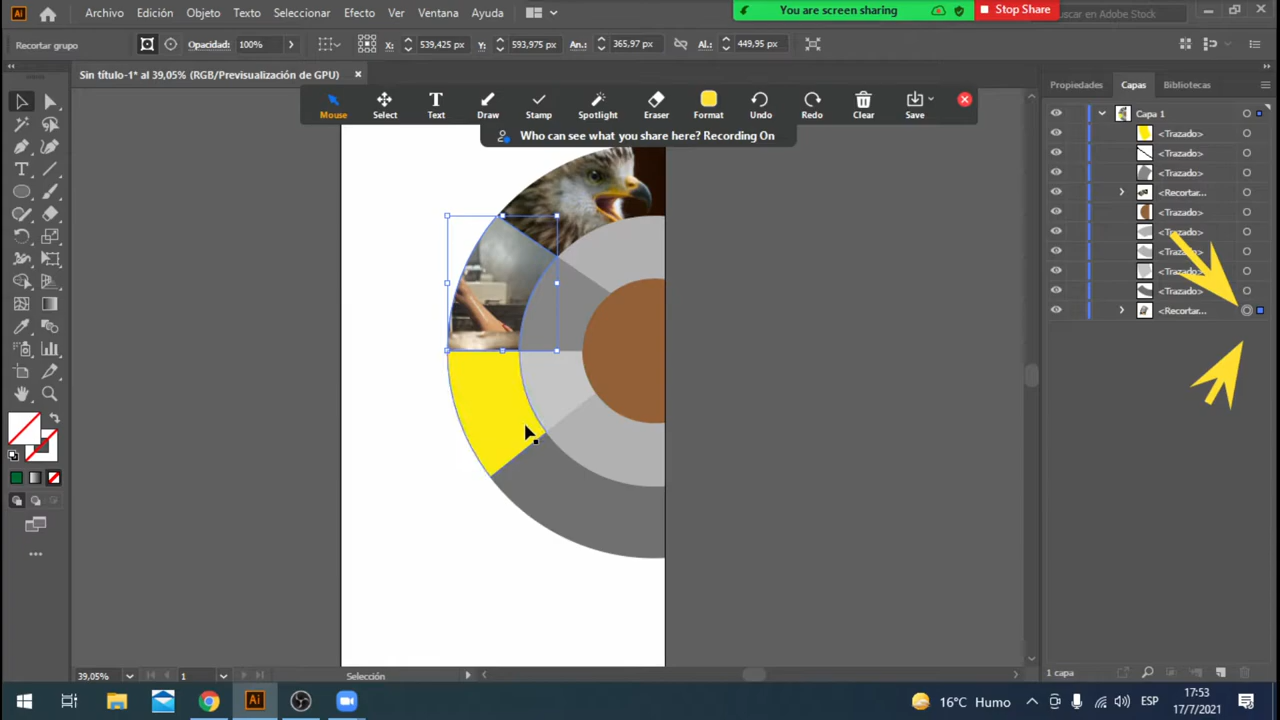 Ai Archivo Edición Objeto Texto Seleccionar Efecto Ver Ventana Ayuda
You are screen sharing Stop Share
buscar en Adobe Stock
Recortar grupo Opacidad: 100% X: 539,425 px Y: 593,975 px An.: 365,97 px Al.: 449,95 px
Sin título-1* al 39,05% (RGB/Previsualización de GPU)
Propiedades Capas Bibliotecas
Mouse Select Text Draw Stamp Spotlight Eraser Format Undo Redo Clear Save
Who can see what you share here? Recording On
Capa 1
<Trazado>
<Trazado>
<Trazado>
<Recortar...
<Trazado>
<Trazado>
<Trazado>
<Trazado>
<Trazado>
<Recortar...
39,05% 1 Selección
1 capa
Ai 16°C Humo ESP
17:53
17/7/2021